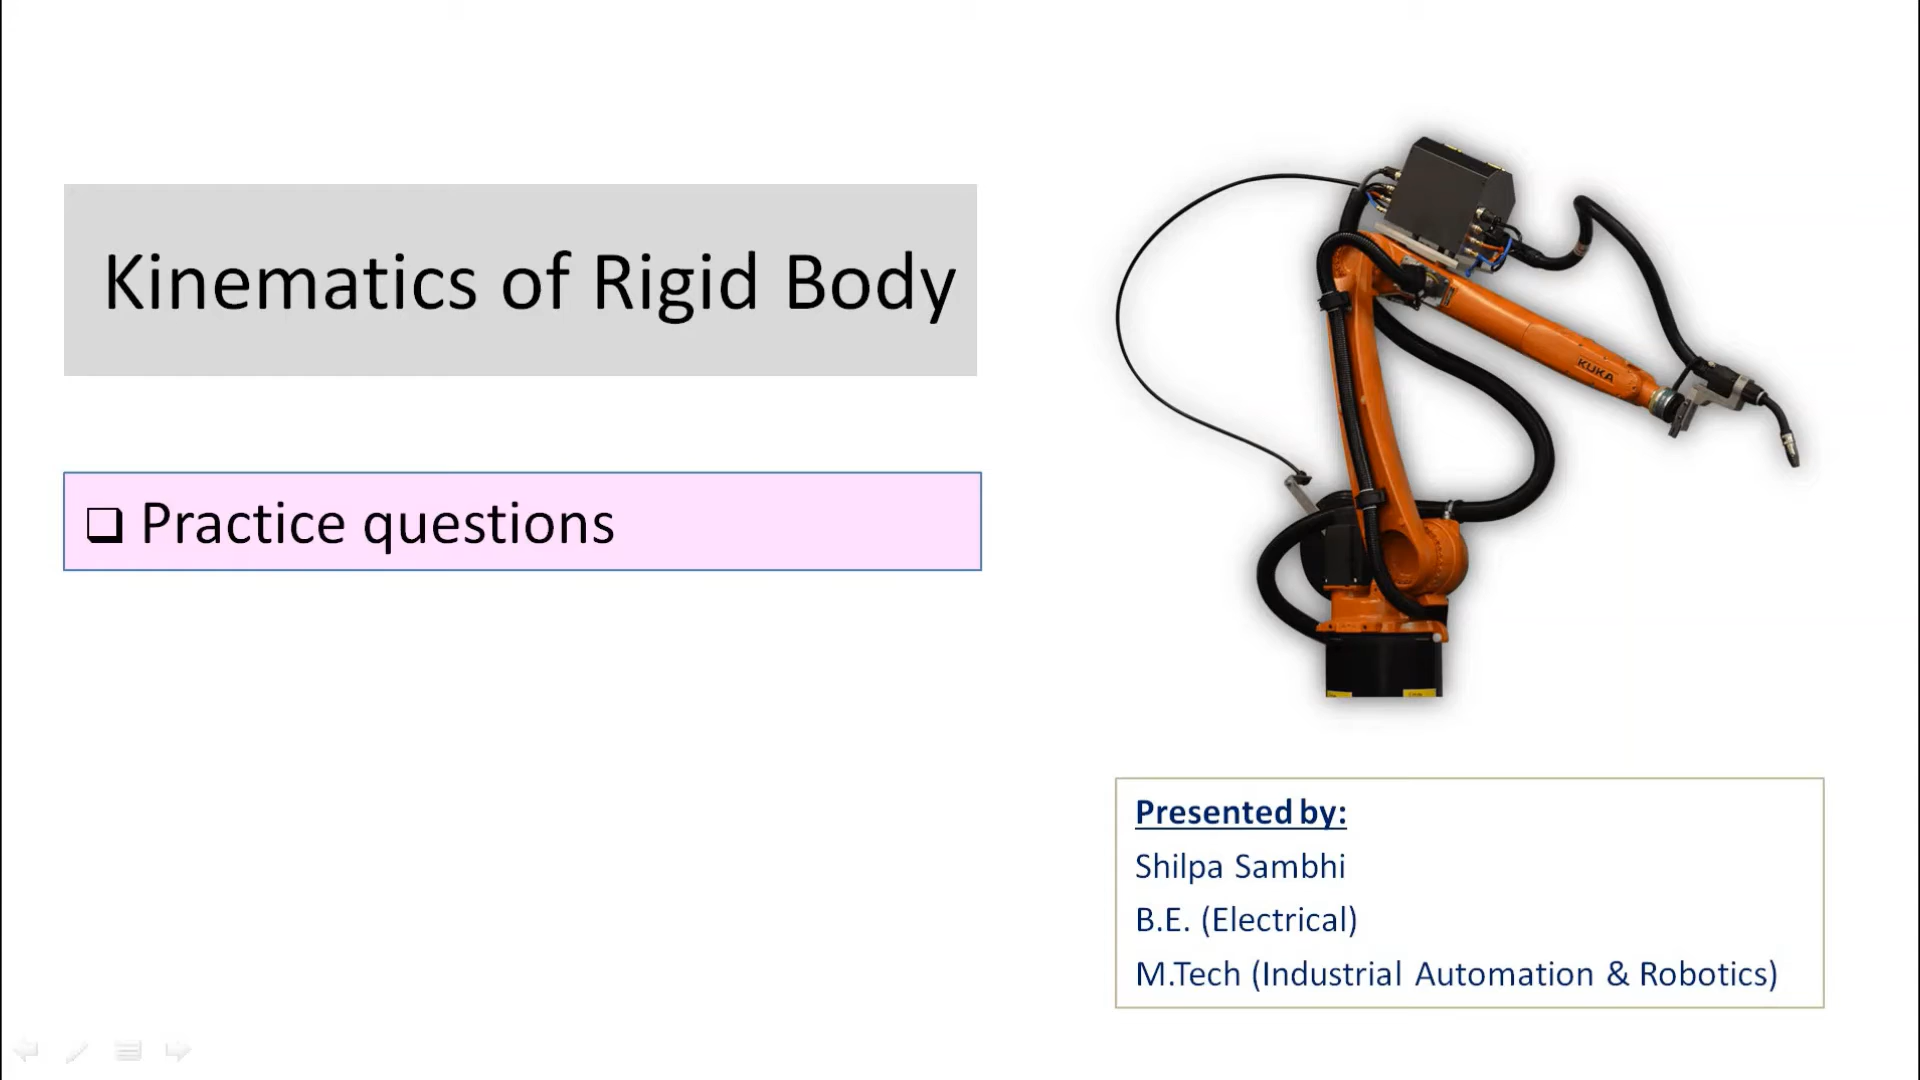 Kinematics of Rigid Body
❑ Practice questions
KUKA
Presented by:
Shilpa Sambhi
B.E. (Electrical)
M.Tech (Industrial Automation & Robotics)